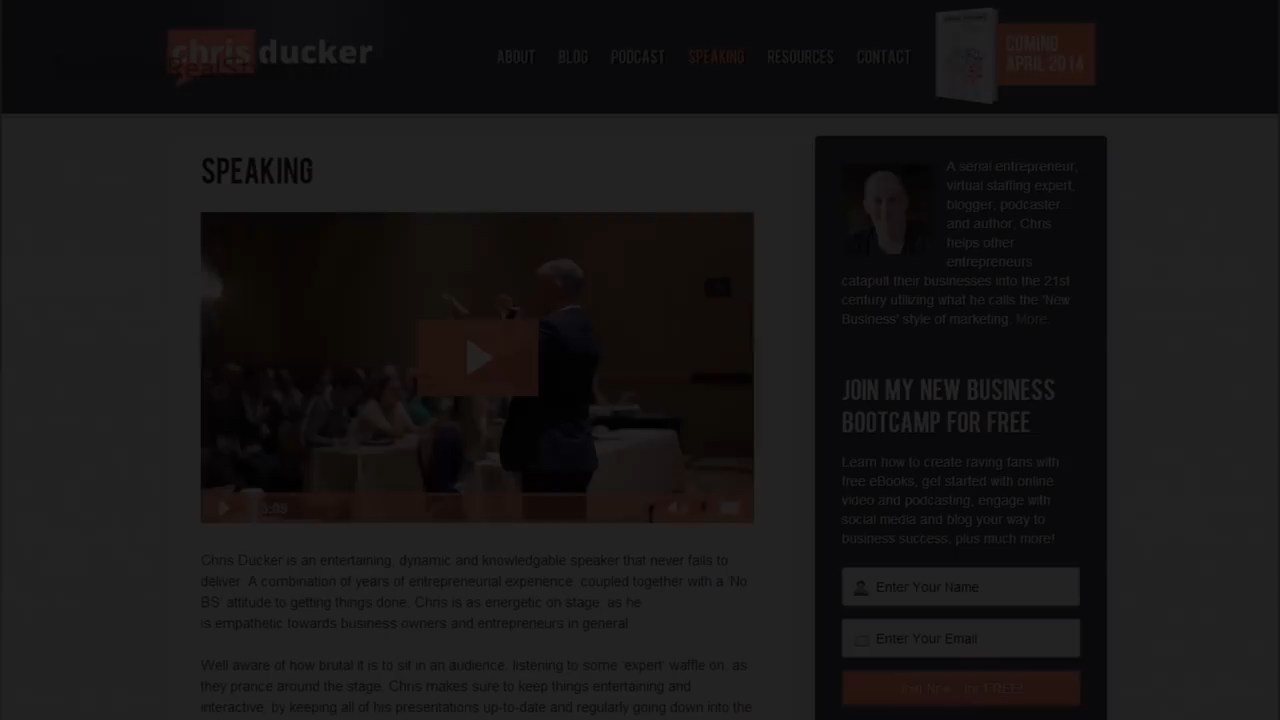 chris ducker
ABOUT BLOG PODCAST SPEAKING RESOURCES CONTACT
COMING
APRIL 2014
SPEAKING
Chris Ducker is an entertaining, dynamic and knowledgable speaker that never fails to
deliver. A combination of years of entrepreneurial experience, coupled together with a 'No
BS' attitude to getting things done. Chris is as energetic on stage, as he
is empathetic towards business owners and entrepreneurs in general.
Well aware of how brutal it is to sit in an audience, listening to some 'expert' waffle on, as
they prance around the stage, Chris makes sure to keep things entertaining and
interactive, by keeping all of his presentations up-to-date and regularly going down into the
A serial entrepreneur,
virtual staffing expert,
blogger, podcaster
and author, Chris
helps other
entrepreneurs
catapult their businesses into the 21st
century utilizing what he calls the 'New
Business' style of marketing. More.
JOIN MY NEW BUSINESS
BOOTCAMP FOR FREE
Learn how to create raving fans with
free eBooks, get started with online
video and podcasting, engage with
social media and blog your way to
business success, plus much more!
Enter Your Name
Enter Your Email
Join Now - for FREE!